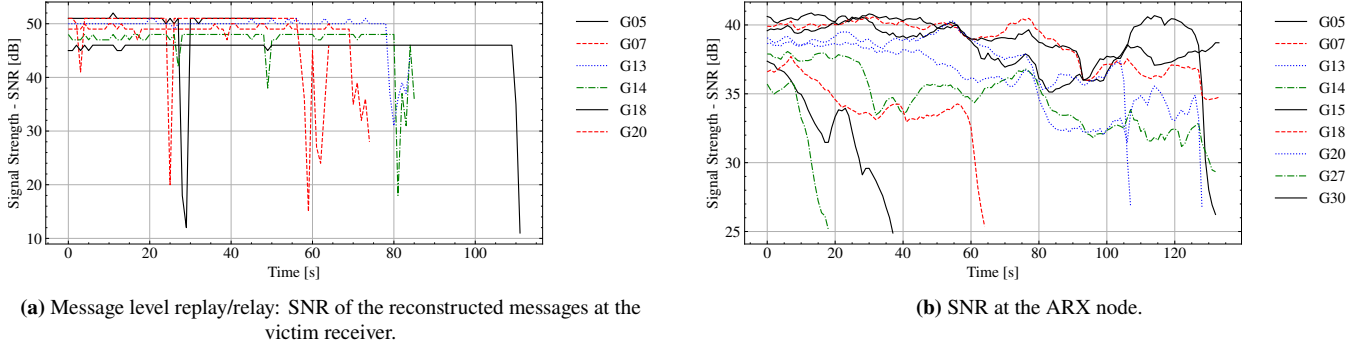 Signal Strength - SNR [dB]
50
40
30
20
10
0
20
40
60
80
100
Time [s]
G05
G07
G13
G14
G18
G20
(a) Message level replay/relay: SNR of the reconstructed messages at the
victim receiver.
Signal Strength - SNR [dB]
40
35
30
25
0
20
40
60
80
100
120
Time [s]
G05
G07
G13
G14
G15
G18
G20
G27
G30
(b) SNR at the ARX node.